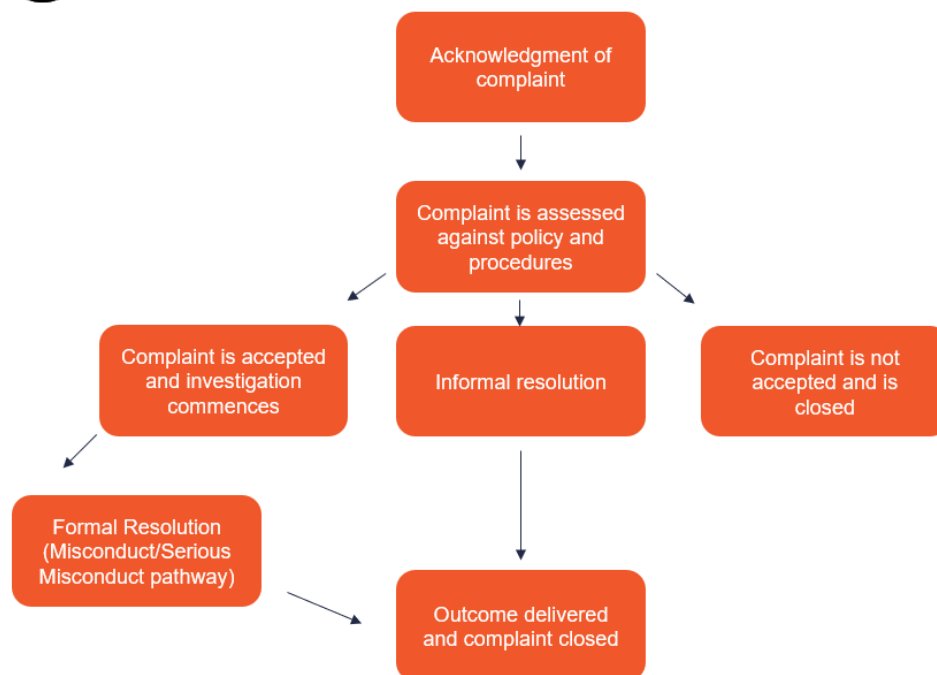 Acknowledgment of
complaint
Complaint is assessed
against policy and
procedures
Complaint is accepted
and investigation
commences
Informal resolution
Complaint is not
accepted and is
closed
Formal Resolution
(Misconduct/Serious
Misconduct pathway)
Outcome delivered
and complaint closed